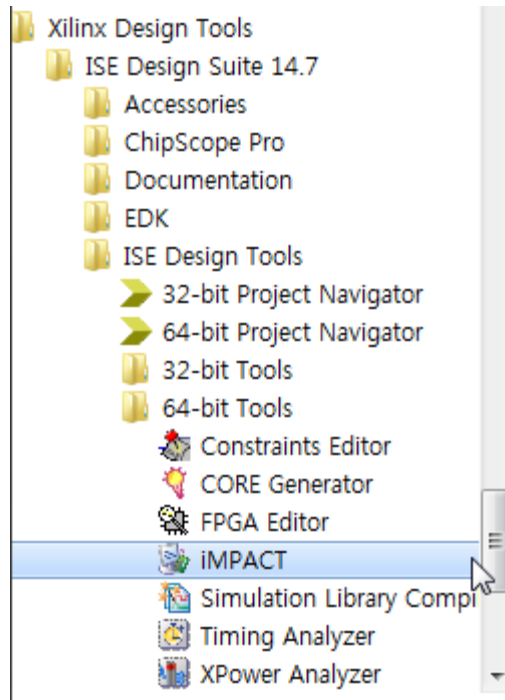 Xilinx Design Tools
ISE Design Suite 14.7
Accessories
ChipScope Pro
Documentation
EDK
ISE Design Tools
32-bit Project Navigator
64-bit Project Navigator
32-bit Tools
64-bit Tools
Constraints Editor
CORE Generator
FPGA Editor
iMPACT
Simulation Library Compi
Timing Analyzer
XPower Analyzer